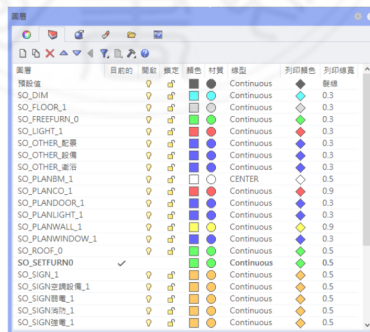 圖層
圖層 目前的 開啟 鎖定 顏色 材質 線型 列印顏色 列印線寬
預設值 Continuous 髮線
SO_DIM Continuous 0.3
SO_FLOOR_1 Continuous 0.3
SO_FREEFURN_0 Continuous 0.3
SO_LIGHT_1 Continuous 0.3
SO_OTHER_配景 Continuous 0.3
SO_OTHER_設備 Continuous 0.3
SO_OTHER_衛浴 Continuous 0.3
SO_PLANBM_1 CENTER 0.5
SO_PLANCO_1 Continuous 0.9
SO_PLANDOOR_1 Continuous 0.3
SO_PLANLIGHT_1 Continuous 0.3
SO_PLANWALL_1 Continuous 0.9
SO_PLANWINDOW_1 Continuous 0.3
SO_ROOF_0 Continuous 0.5
SO_SETFURN0 Continuous 0.5
SO_SIGN_1 Continuous 0.5
SO_SIGN空調設備_1 Continuous 0.5
SO_SIGN弱電_1 Continuous 0.5
SO_SIGN消防_1 Continuous 0.5
SO_SIGN強電_1 Continuous 0.5